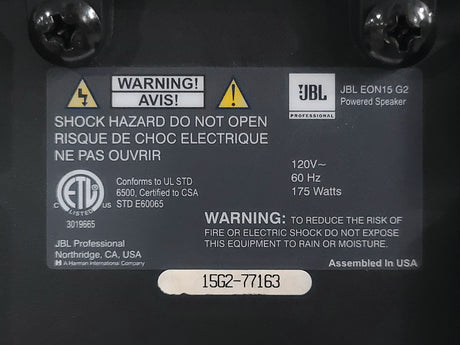 WARNING!
AVIS!
SHOCK HAZARD DO NOT OPEN
RISQUE DE CHOC ELECTRIQUE
NE PAS OUVRIR
JBL
PROFESSIONAL
JBL EON15 G2
Powered Speaker
120V~
60 Hz
175 Watts
ETL
C LISTED US
3019665
Conforms to UL STD
6500, Certified to CSA
STD E60065
WARNING: TO REDUCE THE RISK OF
FIRE OR ELECTRIC SHOCK DO NOT EXPOSE
THIS EQUIPMENT TO RAIN OR MOISTURE.
JBL Professional
Northridge, CA, USA
A Harman International Company
Assembled In USA
15G2-77163